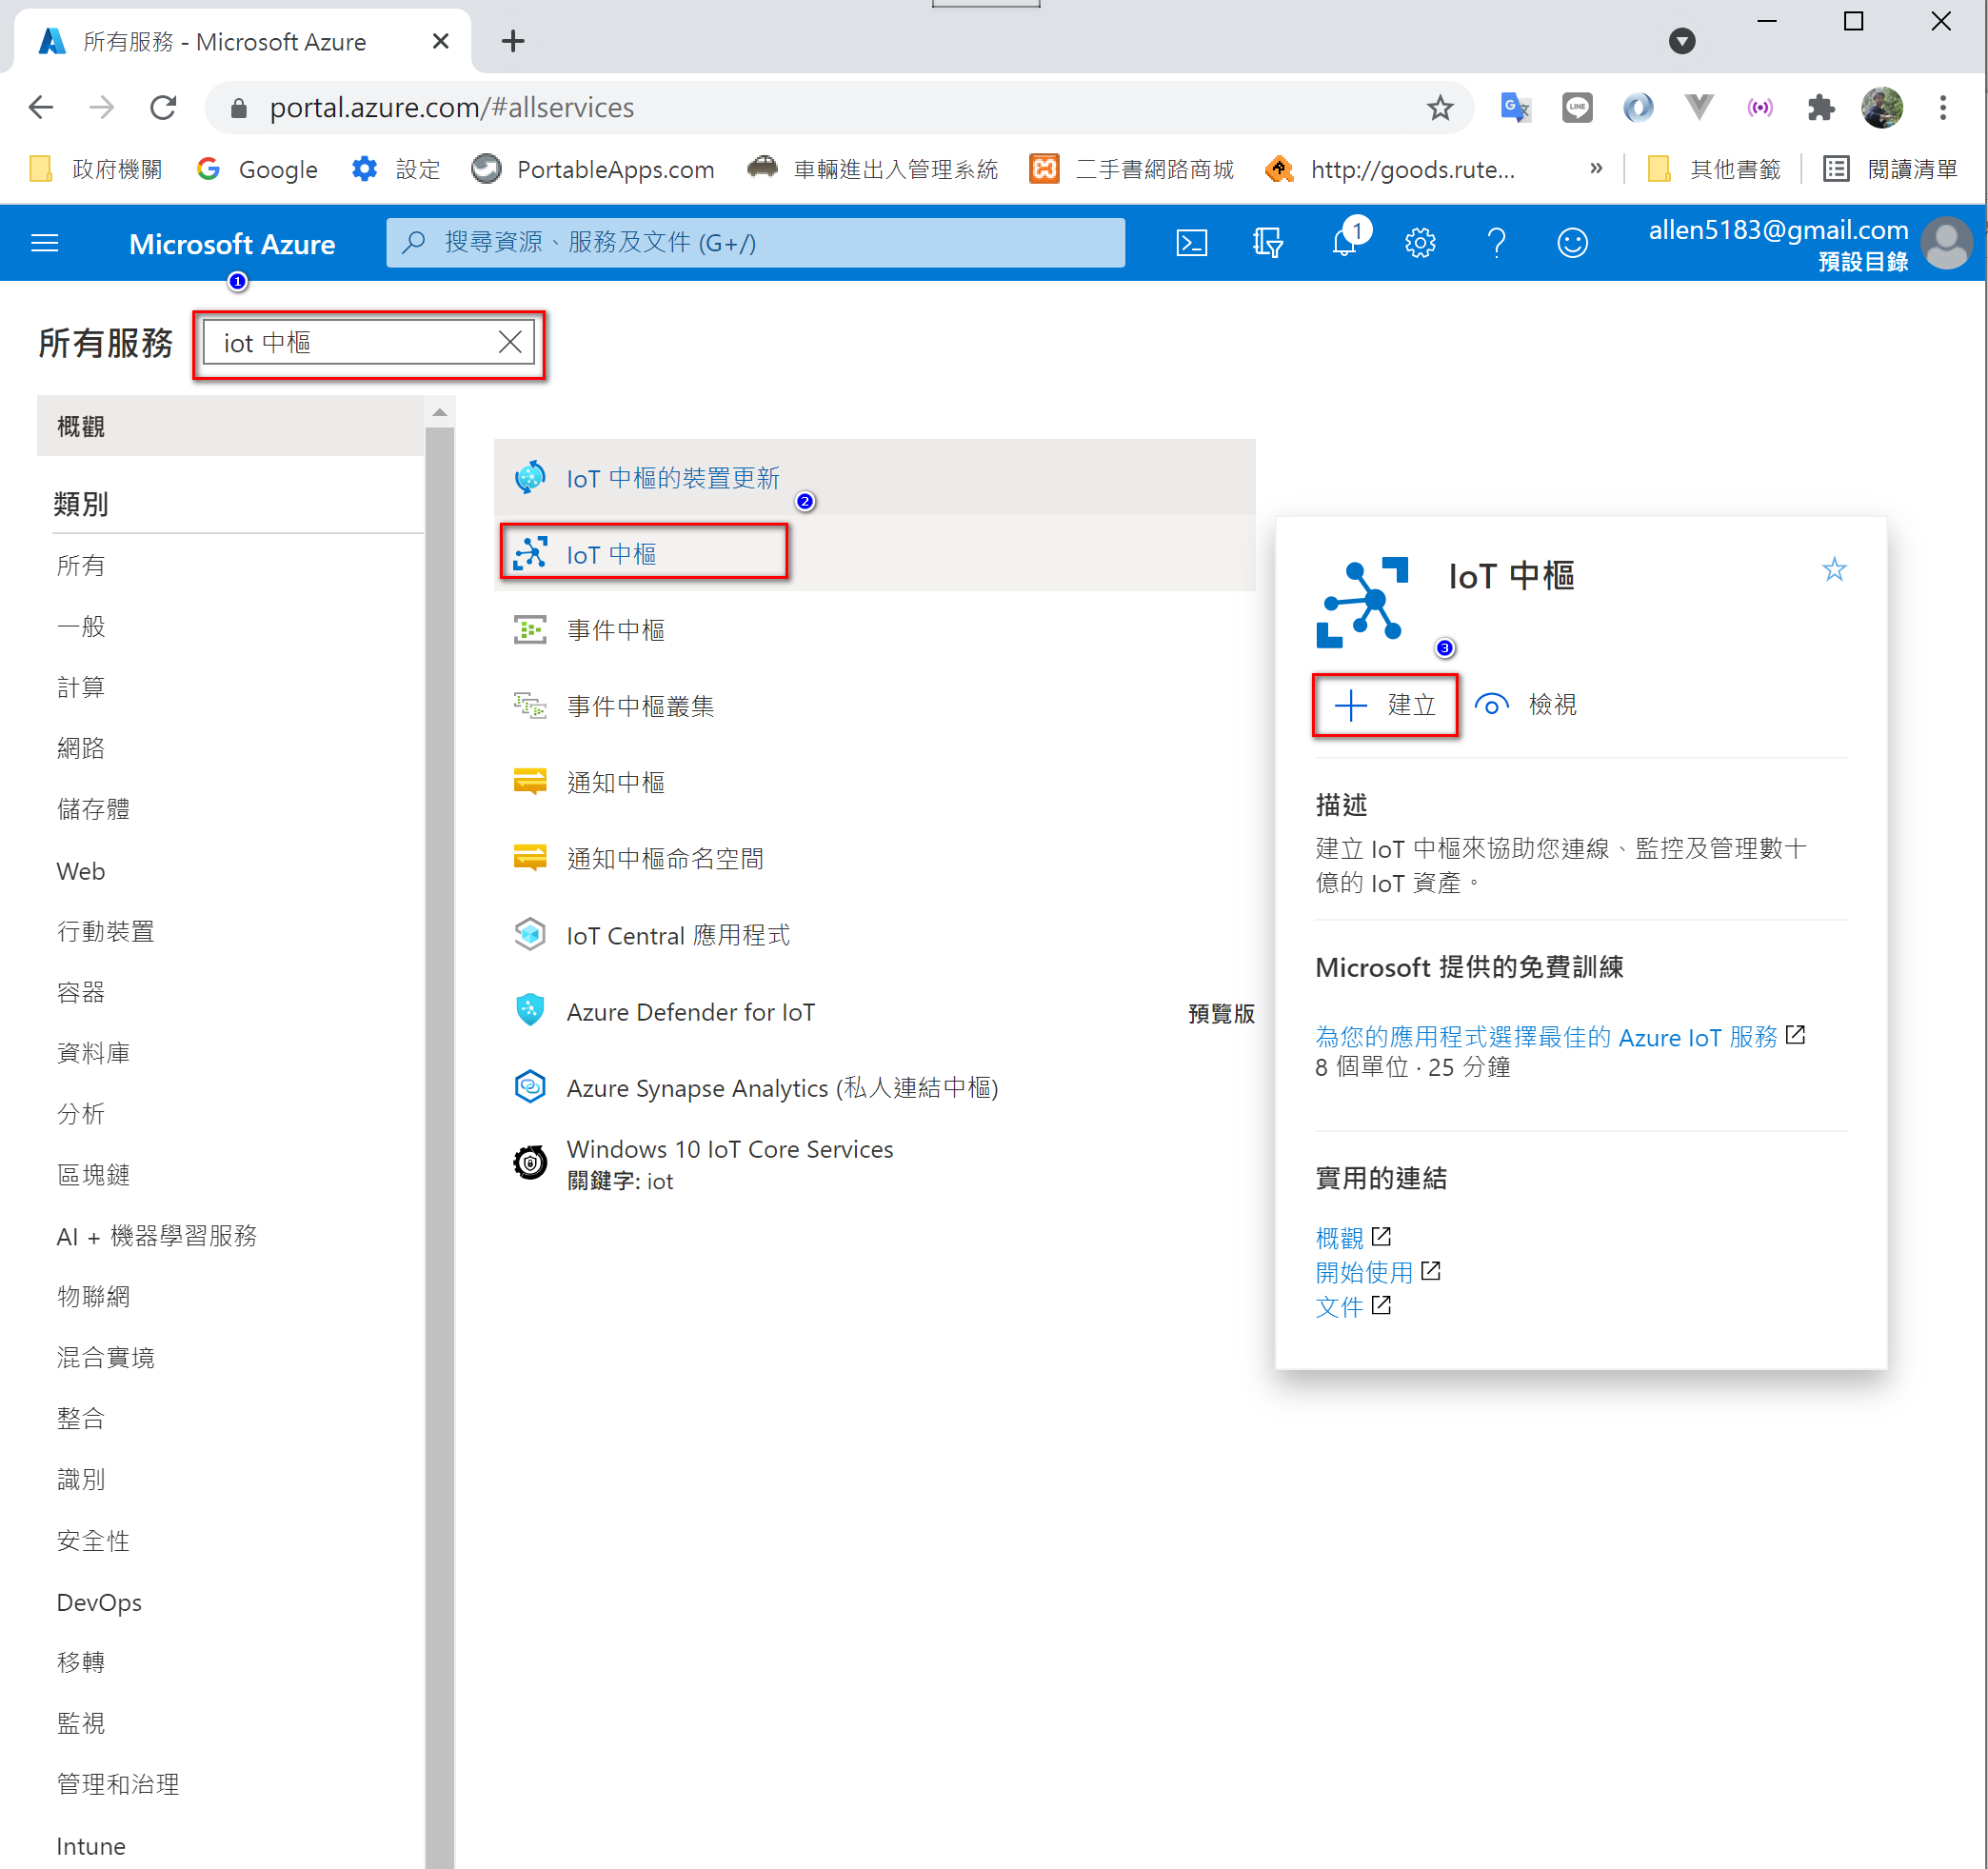 所有服務 - Microsoft Azure
portal.azure.com/#allservices
政府機關
Google
設定
PortableApps.com
車輛進出入管理系統
二手書網路商城
http://goods.rute...
»
其他書籤
閱讀清單
Microsoft Azure
搜尋資源、服務及文件 (G+/)
1
allen5183@gmail.com
預設目錄
1
所有服務
iot 中樞
概觀
類別
所有
一般
計算
網路
儲存體
Web
行動裝置
容器
資料庫
分析
區塊鏈
AI + 機器學習服務
物聯網
混合實境
整合
識別
安全性
DevOps
移轉
監視
管理和治理
Intune
IoT 中樞的裝置更新
2
IoT 中樞
事件中樞
事件中樞叢集
通知中樞
通知中樞命名空間
IoT Central 應用程式
Azure Defender for IoT
預覽版
Azure Synapse Analytics (私人連結中樞)
Windows 10 IoT Core Services
關鍵字: iot
IoT 中樞
3
建立
檢視
描述
建立 IoT 中樞來協助您連線、監控及管理數十
億的 IoT 資產。
Microsoft 提供的免費訓練
為您的應用程式選擇最佳的 Azure IoT 服務
8 個單位 · 25 分鐘
實用的連結
概觀
開始使用
文件